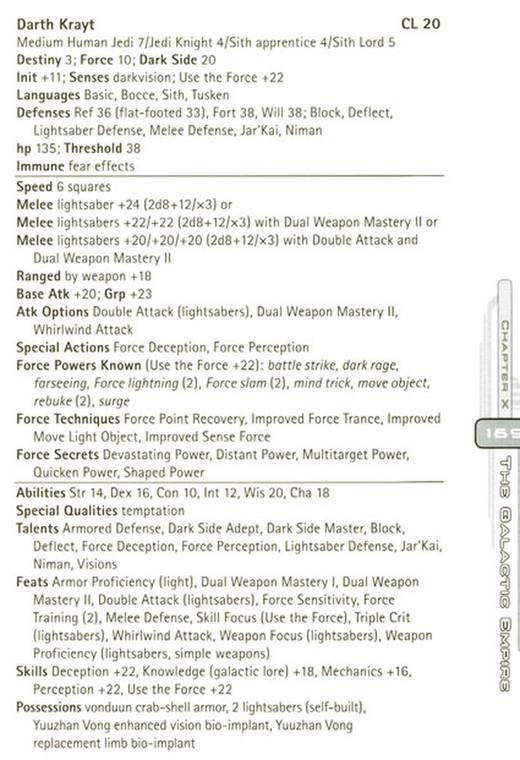 Darth Krayt CL 20
Medium Human Jedi 7/Jedi Knight 4/Sith apprentice 4/Sith Lord 5
Destiny 3; Force 10; Dark Side 20
Init +11; Senses darkvision; Use the Force +22
Languages Basic, Bocce, Sith, Tusken
Defenses Ref 36 (flat-footed 33), Fort 38, Will 38; Block, Deflect,
Lightsaber Defense, Melee Defense, Jar'Kai, Niman
hp 135; Threshold 38
Immune fear effects
Speed 6 squares
Melee lightsaber +24 (2d8+12/x3) or
Melee lightsabers +22/+22 (2d8+12/x3) with Dual Weapon Mastery II or
Melee lightsabers +20/+20/+20 (2d8+12/x3) with Double Attack and
Dual Weapon Mastery II
Ranged by weapon +18
Base Atk +20; Grp +23
Atk Options Double Attack (lightsabers), Dual Weapon Mastery II,
Whirlwind Attack
Special Actions Force Deception, Force Perception
Force Powers Known (Use the Force +22): battle strike, dark rage,
farseeing, Force lightning (2), Force slam (2), mind trick, move object,
rebuke (2), surge
Force Techniques Force Point Recovery, Improved Force Trance, Improved
Move Light Object, Improved Sense Force
Force Secrets Devastating Power, Distant Power, Multitarget Power,
Quicken Power, Shaped Power
Abilities Str 14, Dex 16, Con 10, Int 12, Wis 20, Cha 18
Special Qualities temptation
Talents Armored Defense, Dark Side Adept, Dark Side Master, Block,
Deflect, Force Deception, Force Perception, Lightsaber Defense, Jar'Kai,
Niman, Visions
Feats Armor Proficiency (light), Dual Weapon Mastery I, Dual Weapon
Mastery II, Double Attack (lightsabers), Force Sensitivity, Force
Training (2), Melee Defense, Skill Focus (Use the Force), Triple Crit
(lightsabers), Whirlwind Attack, Weapon Focus (lightsabers), Weapon
Proficiency (lightsabers, simple weapons)
Skills Deception +22, Knowledge (galactic lore) +18, Mechanics +16,
Perception +22, Use the Force +22
Possessions vonduun crab-shell armor, 2 lightsabers (self-built),
Yuuzhan Vong enhanced vision bio-implant, Yuuzhan Vong
replacement limb bio-implant
CHAPTER X
169
THE GALACTIC EMPIRE